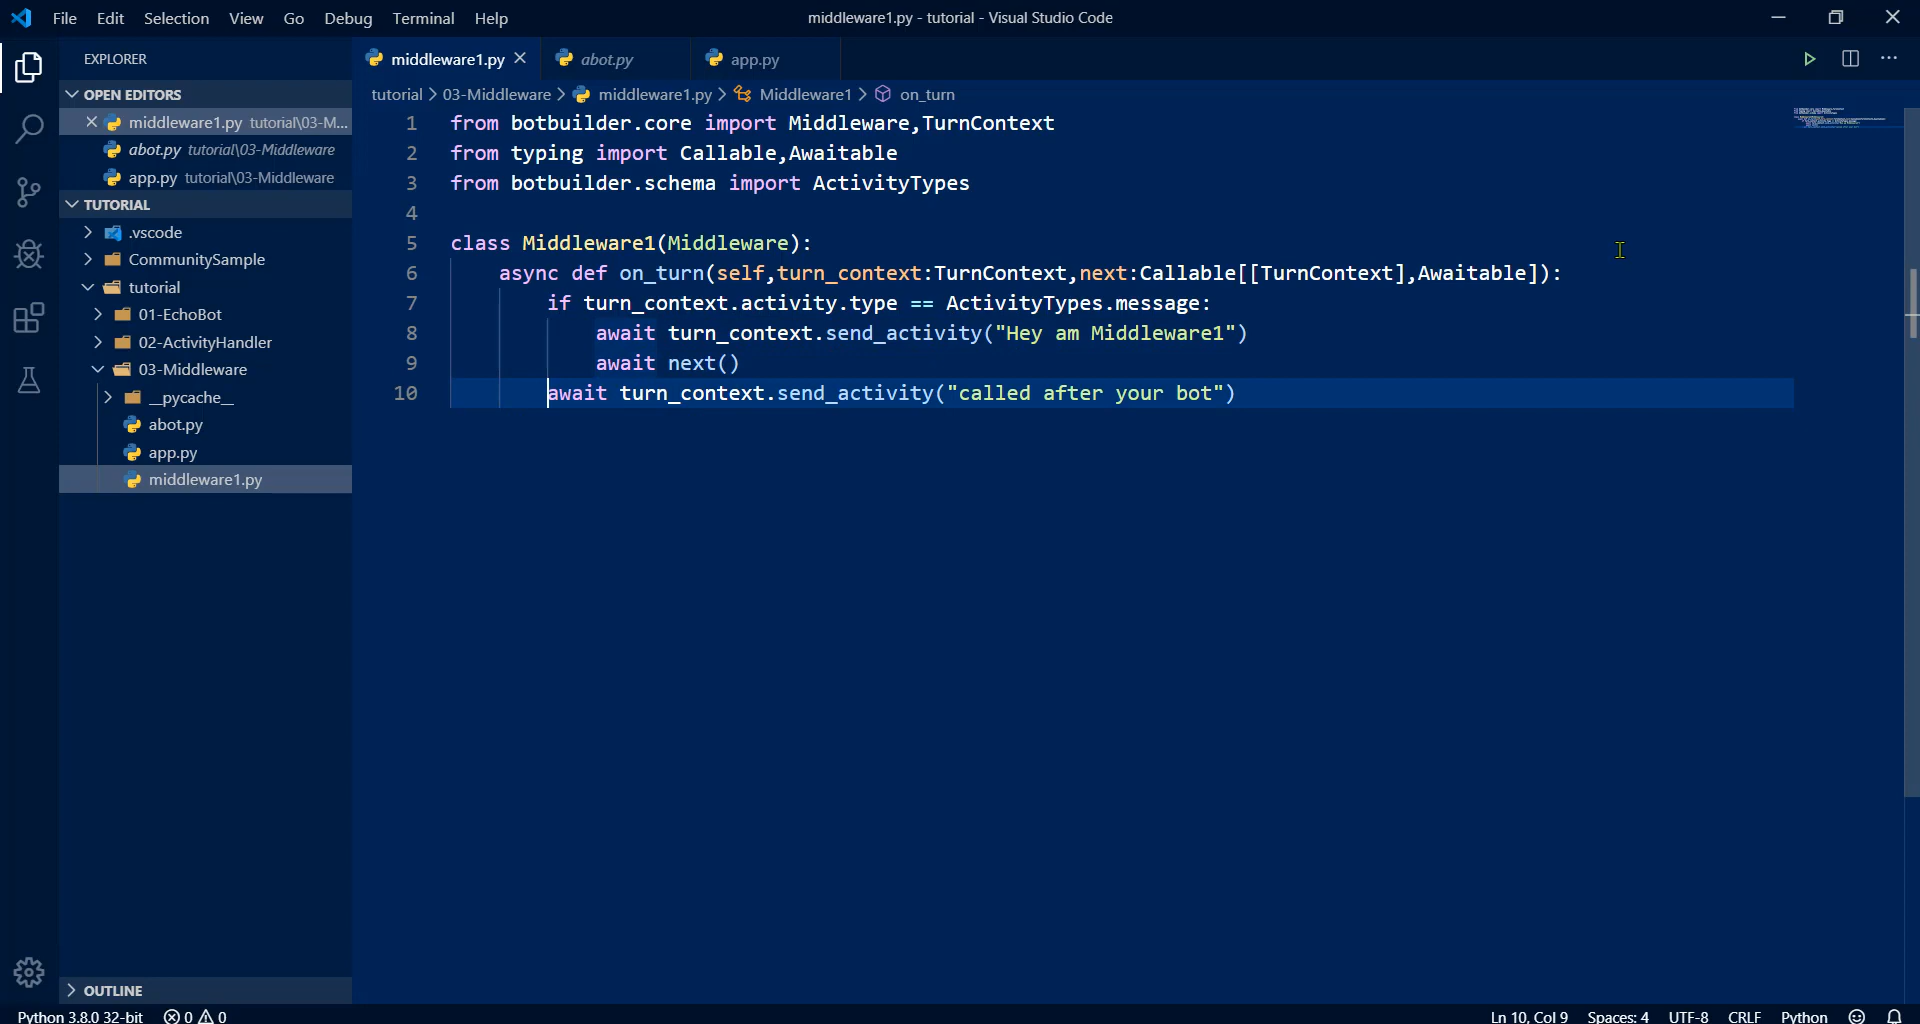 File Edit Selection View Go Debug Terminal Help
middleware1.py - tutorial - Visual Studio Code
EXPLORER
OPEN EDITORS
middleware1.py tutorial\03-M...
abot.py tutorial\03-Middleware
app.py tutorial\03-Middleware
TUTORIAL
.vscode
CommunitySample
tutorial
01-EchoBot
02-ActivityHandler
03-Middleware
__pycache__
abot.py
app.py
middleware1.py
OUTLINE
middleware1.py abot.py app.py
tutorial > 03-Middleware > middleware1.py > Middleware1 > on_turn
1 from botbuilder.core import Middleware,TurnContext
2 from typing import Callable,Awaitable
3 from botbuilder.schema import ActivityTypes
4
5 class Middleware1(Middleware):
6 async def on_turn(self,turn_context:TurnContext,next:Callable[[TurnContext],Awaitable]):
7 if turn_context.activity.type == ActivityTypes.message:
8 await turn_context.send_activity("Hey am Middleware1")
9 await next()
10 await turn_context.send_activity("called after your bot")
Python 3.8.0 32-bit 0 0 Ln 10, Col 9 Spaces: 4 UTF-8 CRLF Python